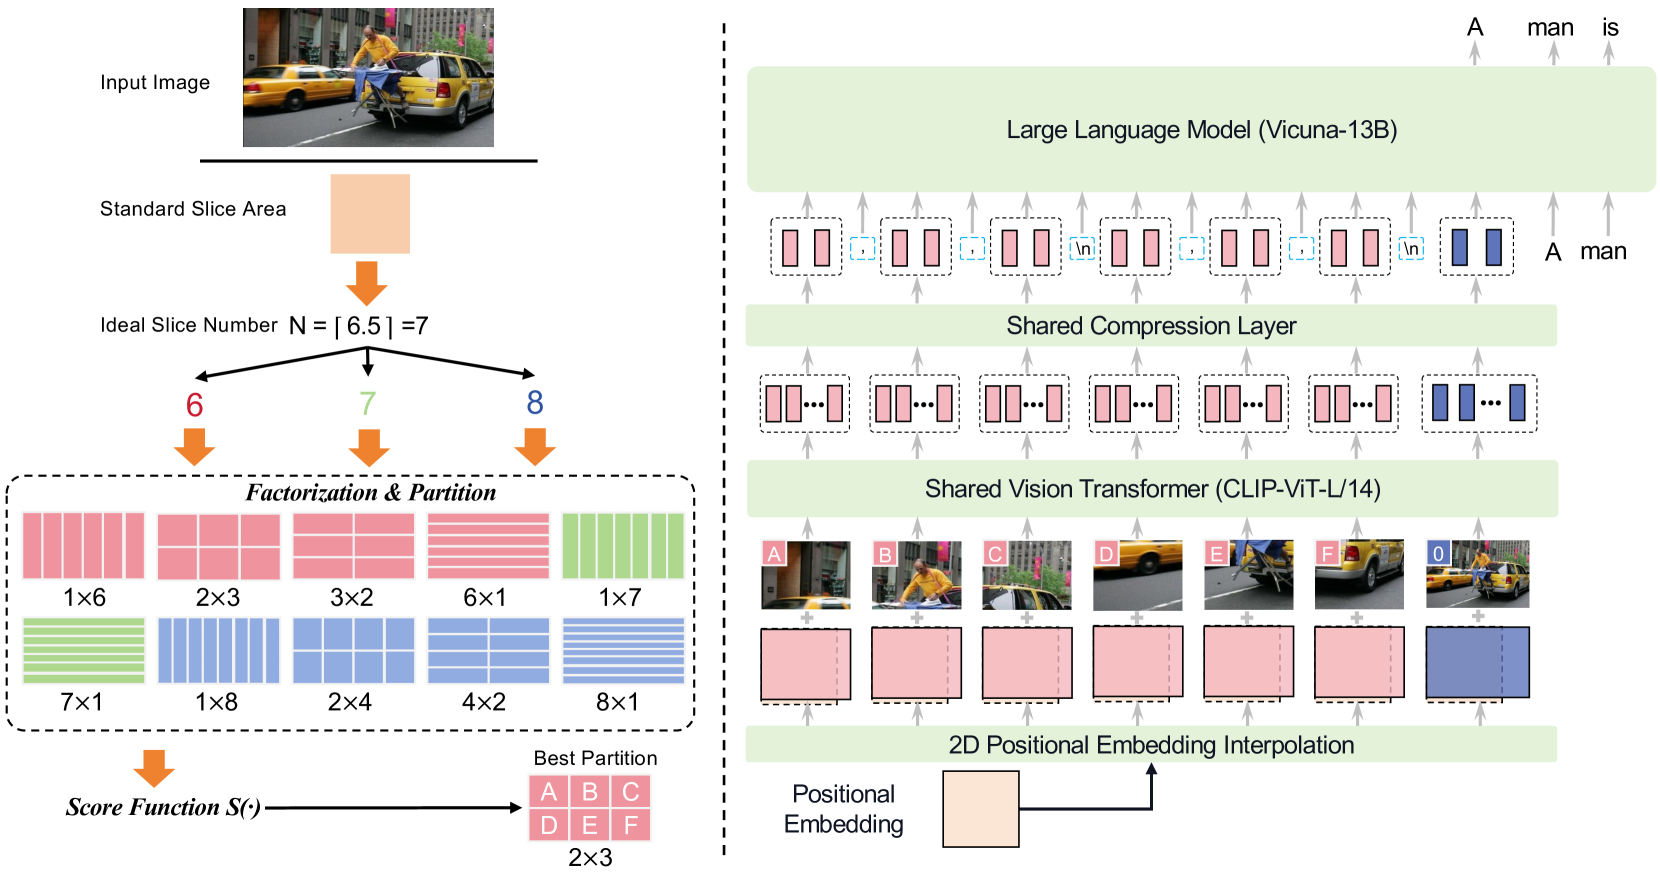 Input Image
Standard Slice Area
Ideal Slice Number N = ⌈ 6.5 ⌉ =7
6 7 8
Factorization & Partition
1×6 2×3 3×2 6×1 1×7
7×1 1×8 2×4 4×2 8×1
Score Function S(·)
Best Partition
A B C
D E F
2×3
A man is
Large Language Model (Vicuna-13B)
, , \n , , \n
A man
Shared Compression Layer
Shared Vision Transformer (CLIP-ViT-L/14)
A B C D E F 0
2D Positional Embedding Interpolation
Positional
Embedding